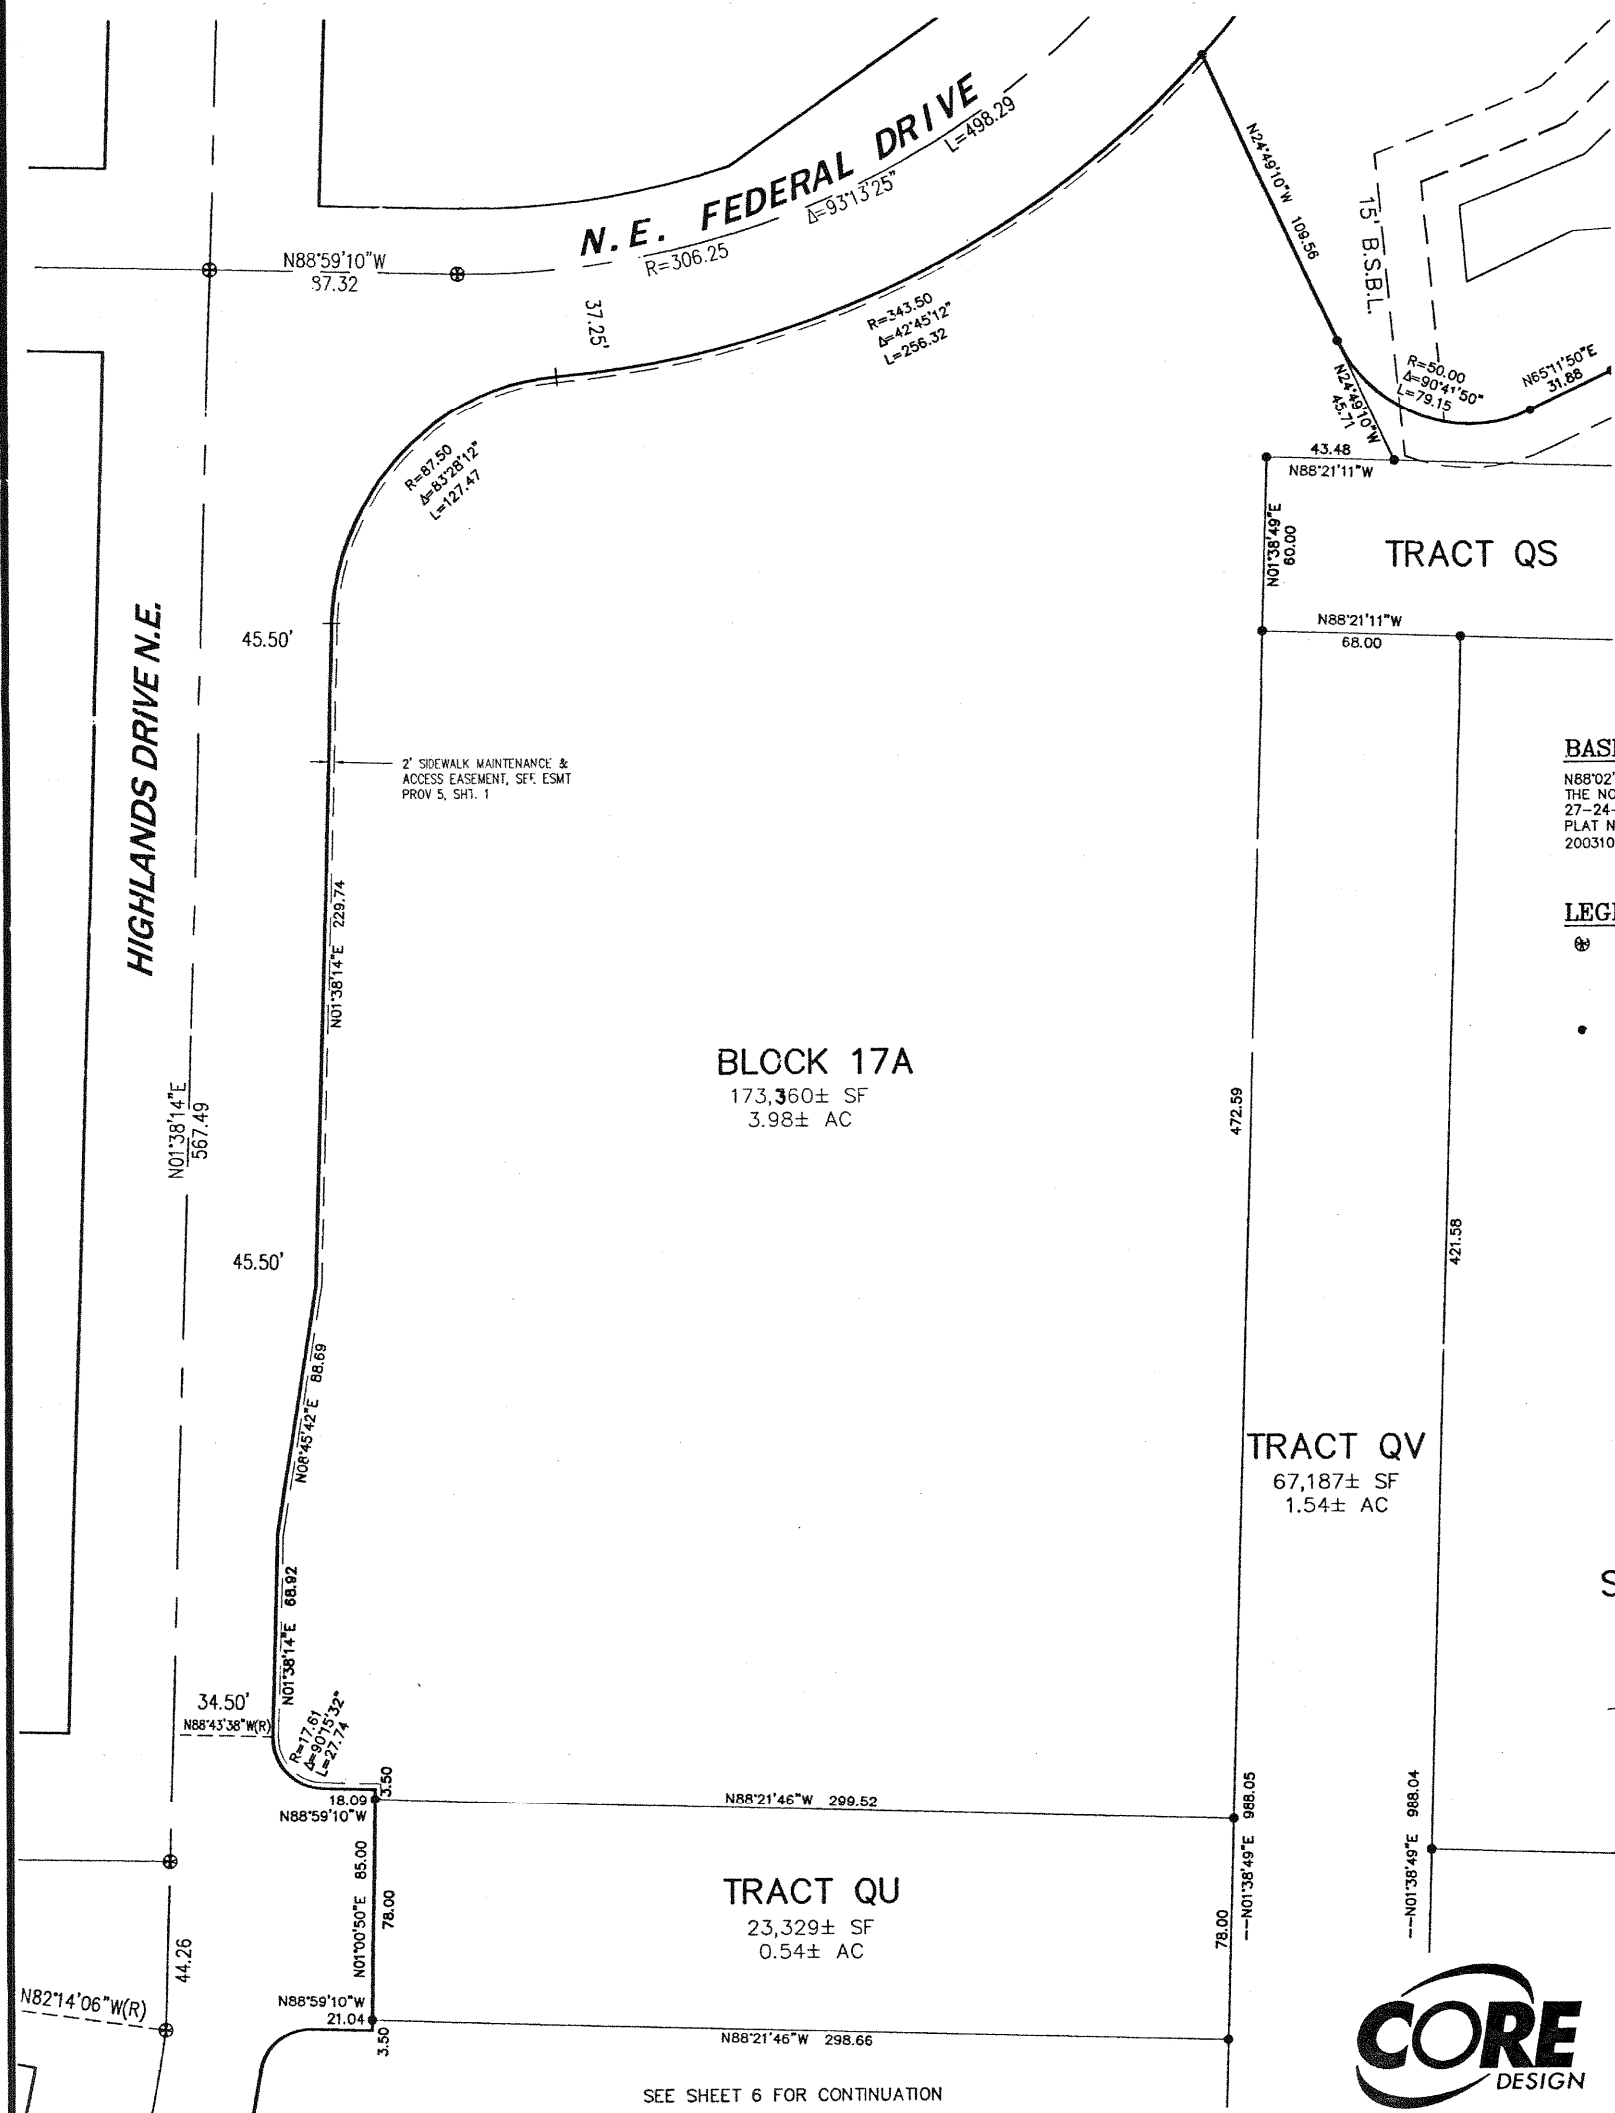 N.E. FEDERAL DRIVE
L=498.29
Δ=93°13'25"
R=306.25
N88°59'10"W
37.25'
R=343.50
Δ=42°45'12"
L=256.32
N24°49'10"W 109.56
15' B.S.B.L.
R=50.00
Δ=90°41'50"
L=79.15
N65°11'50"E
31.88
N24°49'10"W
45.71
43.48
N88°21'11"W
R=87.50
Δ=83°28'12"
L=127.47
N01°38'49"E
60.00
TRACT QS
N88°21'11"W
68.00
45.50'
HIGHLANDS DRIVE N.E.
2' SIDEWALK MAINTENANCE &
ACCESS EASEMENT, SEE ESMT
PROV 5, SHT. 1
N88°02'
THE NO
27-24-
PLAT N
200310
N01°38'14"E 229.74
BLOCK 17A
173,360± SF
3.98± AC
472.59
N01°38'14"E
567.49
421.58
45.50'
N08°45'42"E 88.69
TRACT QV
67,187± SF
1.54± AC
N01°38'14"E 68.92
34.50'
N88°43'38"W(R)
R=17.61
Δ=90°15'32"
L=27.74
3.50
18.09
N88°59'10"W
N88°21'46"W 299.52
--N01°38'49"E 988.05
--N01°38'49"E 988.04
N01°00'50"E 85.00
78.00
TRACT QU
23,329± SF
0.54± AC
78.00
44.26
N82°14'06"W(R)
N88°59'10"W
21.04
3.50
N88°21'46"W 298.66
SEE SHEET 6 FOR CONTINUATION
CORE
DESIGN